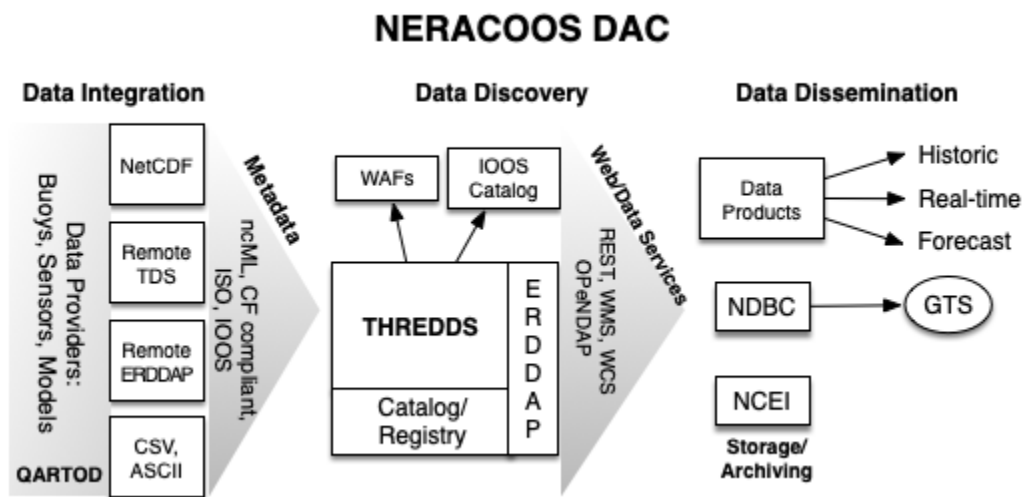 NERACOOS DAC
Data Integration
Data Discovery
Data Dissemination
Data Providers:
Buoys, Sensors, Models
QARTOD
NetCDF
Remote
TDS
Remote
ERDDAP
CSV,
ASCII
Metadata
ncML, CF compliant,
ISO, IOOS
WAFs
IOOS
Catalog
THREDDS
Catalog/
Registry
E
R
D
D
A
P
Web/Data Services
REST, WMS, WCS
OPeNDAP
Data
Products
Historic
Real-time
Forecast
NDBC
GTS
NCEI
Storage/
Archiving